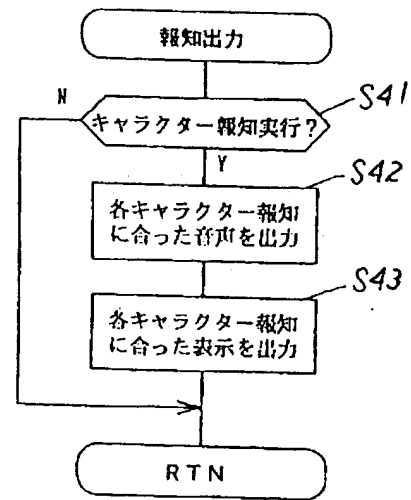 報知出力
N
キャラクター報知実行?
S41
Y
S42
各キャラクター報知
に合った音声を出力
S43
各キャラクター報知
に合った表示を出力
RTN